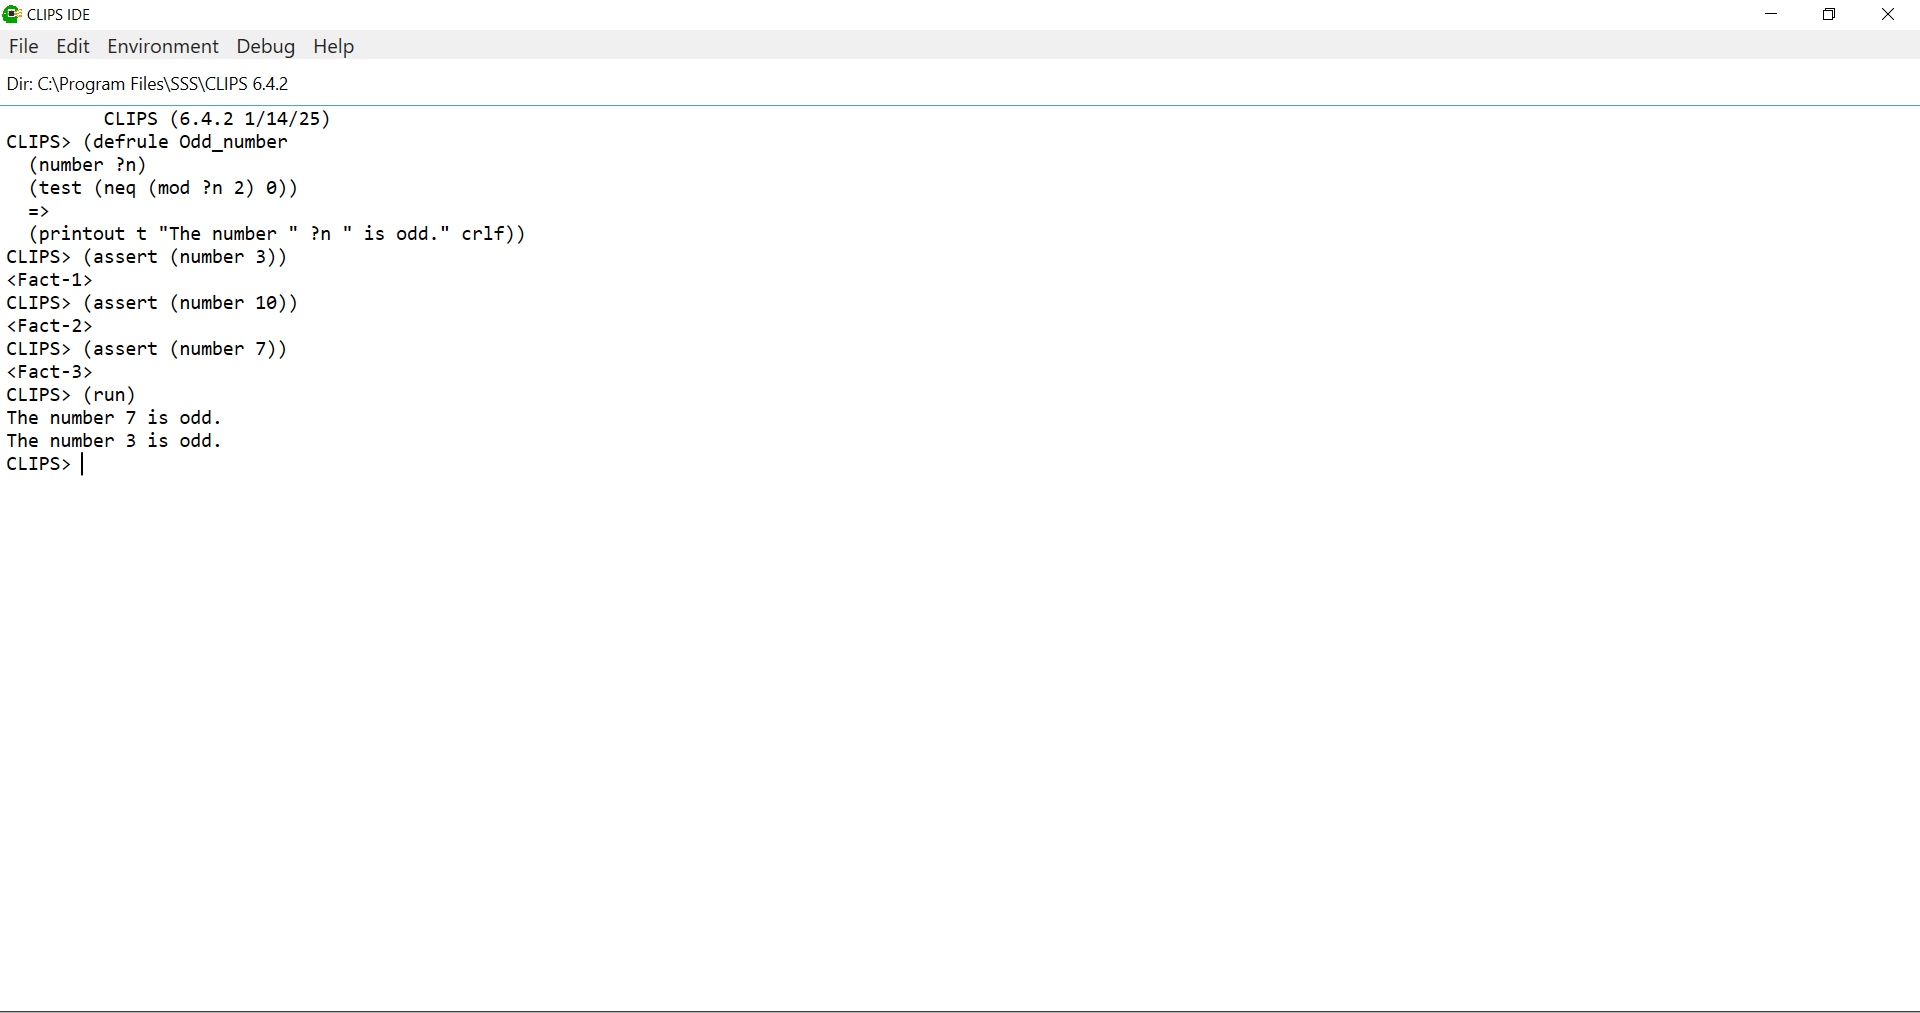 CLIPS IDE
File Edit Environment Debug Help
Dir: C:\Program Files\SSS\CLIPS 6.4.2
         CLIPS (6.4.2 1/14/25)
CLIPS> (defrule Odd_number
  (number ?n)
  (test (neq (mod ?n 2) 0))
  =>
  (printout t "The number " ?n " is odd." crlf))
CLIPS> (assert (number 3))
<Fact-1>
CLIPS> (assert (number 10))
<Fact-2>
CLIPS> (assert (number 7))
<Fact-3>
CLIPS> (run)
The number 7 is odd.
The number 3 is odd.
CLIPS>